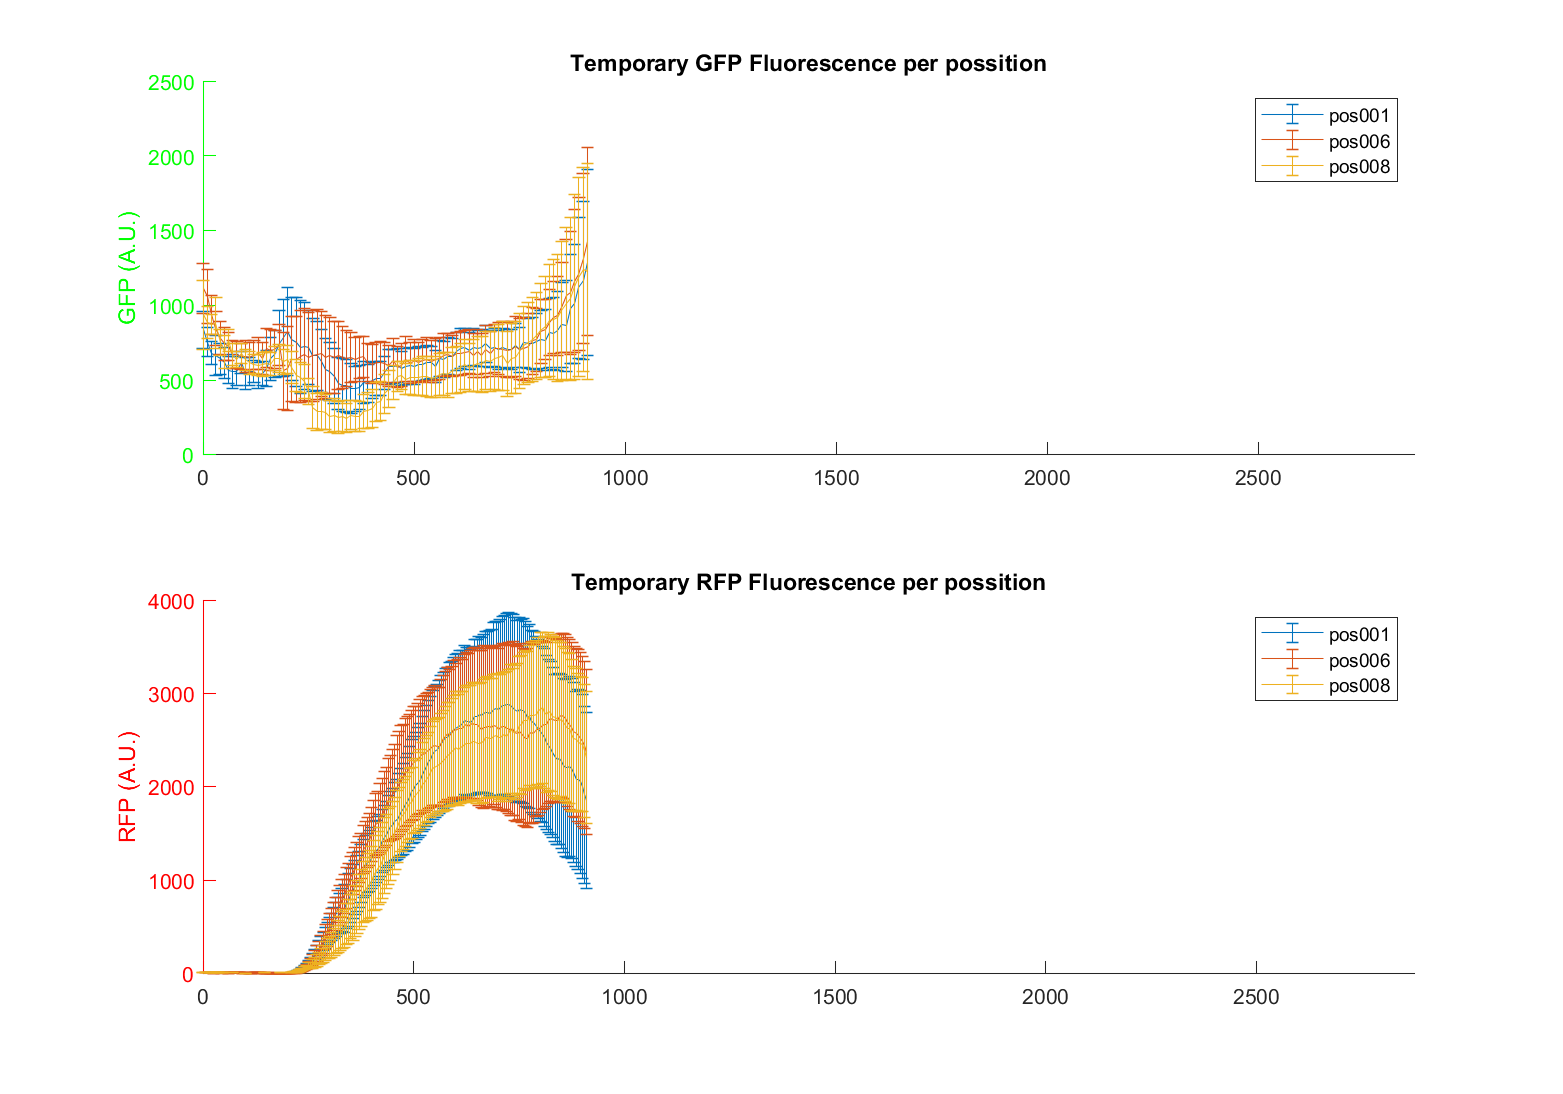 Temporary GFP Fluorescence per possition
2500
2000
1500
1000
500
0
GFP (A.U.)
0 500 1000 1500 2000 2500
pos001
pos006
pos008
Temporary RFP Fluorescence per possition
4000
3000
2000
1000
0
RFP (A.U.)
0 500 1000 1500 2000 2500
pos001
pos006
pos008